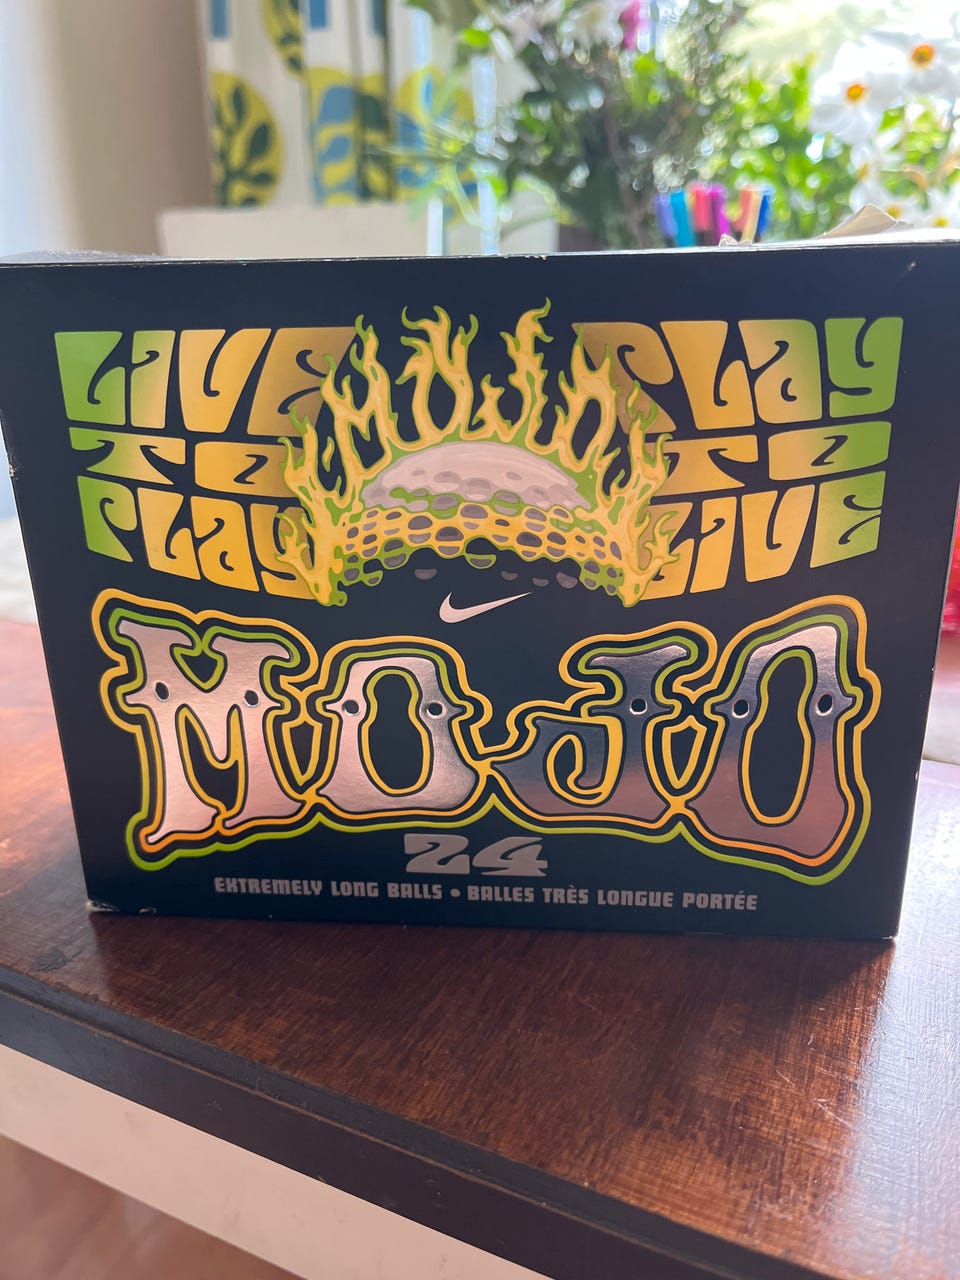 LIVE TO PLAY
MOJO
PLAY TO LIVE
MOJO
24
EXTREMELY LONG BALLS • BALLES TRÈS LONGUE PORTÉE